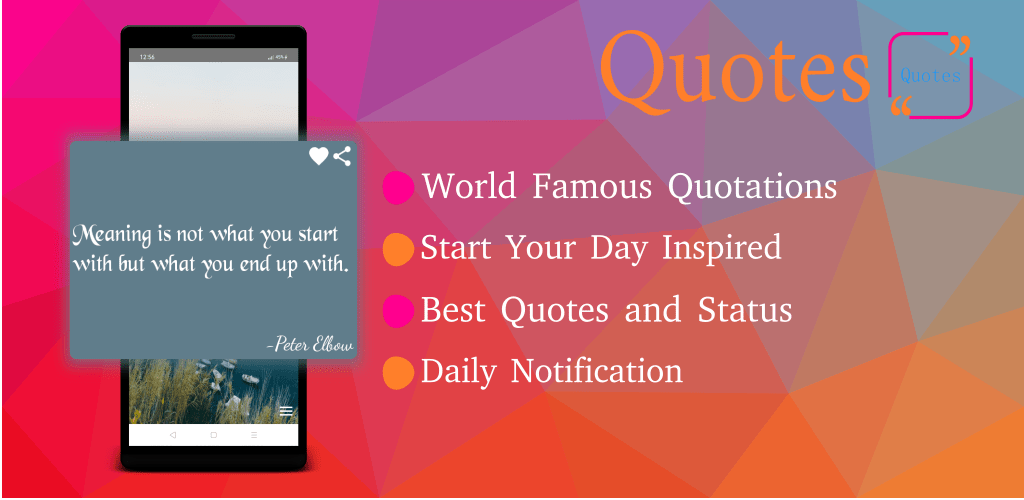 12:56
45%
Meaning is not what you start
with but what you end up with.
-Peter Elbow
Quotes
Quotes
World Famous Quotations
Start Your Day Inspired
Best Quotes and Status
Daily Notification